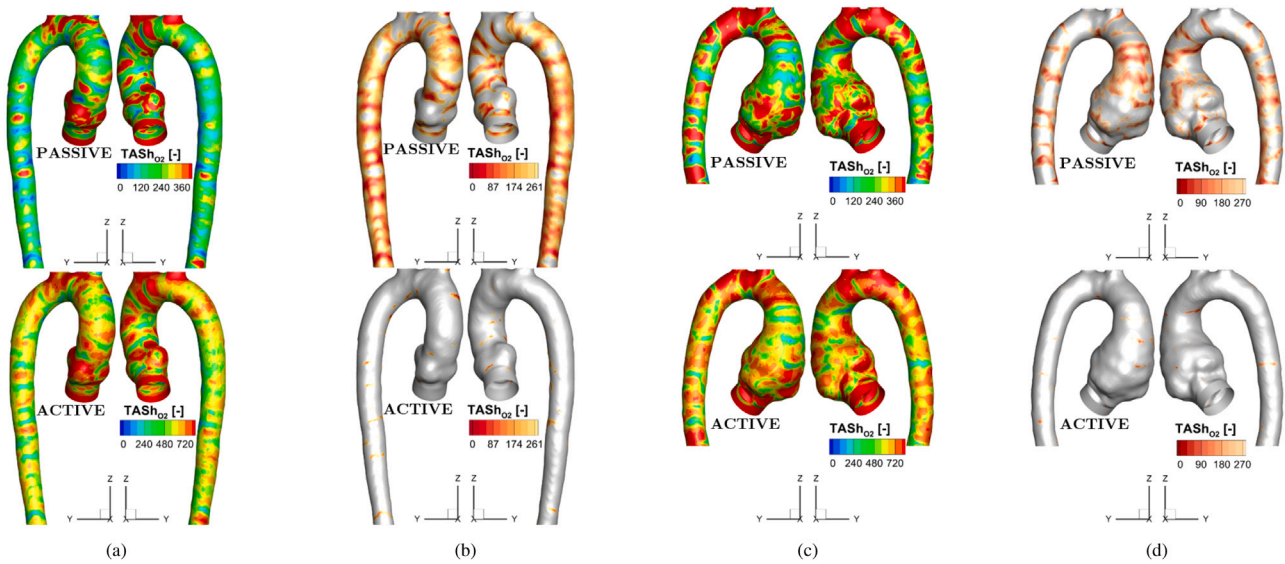 PASSIVE
TASh_O2 [-]
0 120 240 360
Z Z
Y X X Y
PASSIVE
TASh_O2 [-]
0 87 174 261
Z Z
Y X X Y
PASSIVE
TASh_O2 [-]
0 120 240 360
Z Z
Y X X Y
PASSIVE
TASh_O2 [-]
0 90 180 270
Z Z
Y X X Y
ACTIVE
TASh_O2 [-]
0 240 480 720
Z Z
Y X X Y
ACTIVE
TASh_O2 [-]
0 87 174 261
Z Z
Y X X Y
ACTIVE
TASh_O2 [-]
0 240 480 720
Z Z
Y X X Y
ACTIVE
TASh_O2 [-]
0 90 180 270
Z Z
Y X X Y
(a) (b) (c) (d)